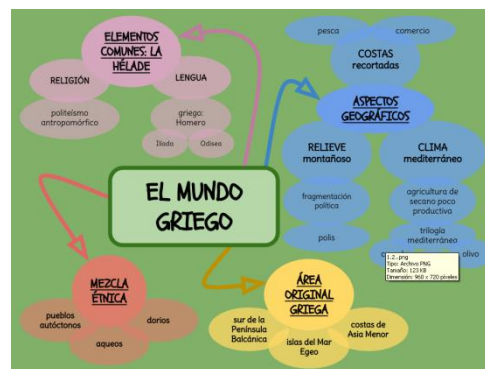 ELEMENTOS
COMUNES: LA
HÉLADE
RELIGIÓN
LENGUA
politeísmo
antropomórfico
griego:
Homero
Ilíada
Odisea
pesca
comercio
COSTAS
recortadas
ASPECTOS
GEOGRÁFICOS
RELIEVE
montañoso
CLIMA
mediterráneo
fragmentación
política
polis
agricultura de
secano poco
productiva
trilogía
mediterráneo
olivo
1.2...png
Tipo: Archivo PNG
Tamaño: 123 KB
Dimensión: 960 x 720 píxeles
EL MUNDO
GRIEGO
MEZCLA
ÉTNICA
pueblos
autóctonos
dorios
aqueos
ÁREA
ORIGINAL
GRIEGA
sur de la
Península
Balcánica
islas del Mar
Egeo
costas de
Asia Menor